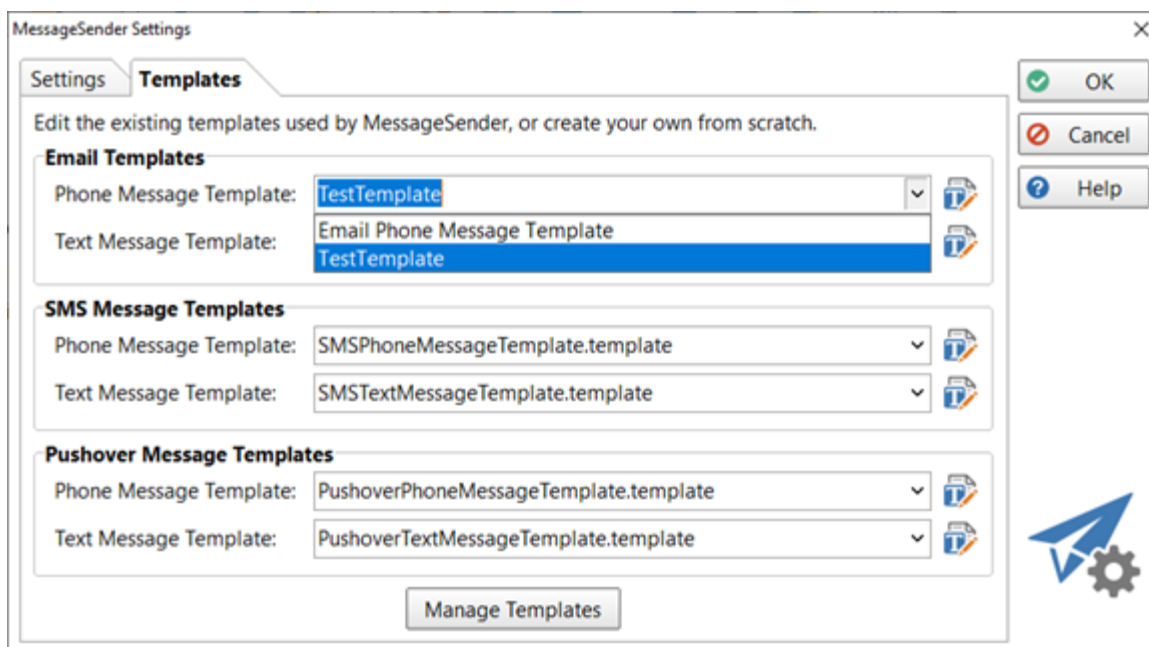 MessageSender Settings
Settings
Templates
OK
Edit the existing templates used by MessageSender, or create your own from scratch.
Cancel
Email Templates
Phone Message Template:
TestTemplate
Help
Email Phone Message Template
Text Message Template:
TestTemplate
SMS Message Templates
Phone Message Template:
SMSPhoneMessageTemplate.template
Text Message Template:
SMSTextMessageTemplate.template
Pushover Message Templates
Phone Message Template:
PushoverPhoneMessageTemplate.template
Text Message Template:
PushoverTextMessageTemplate.template
Manage Templates